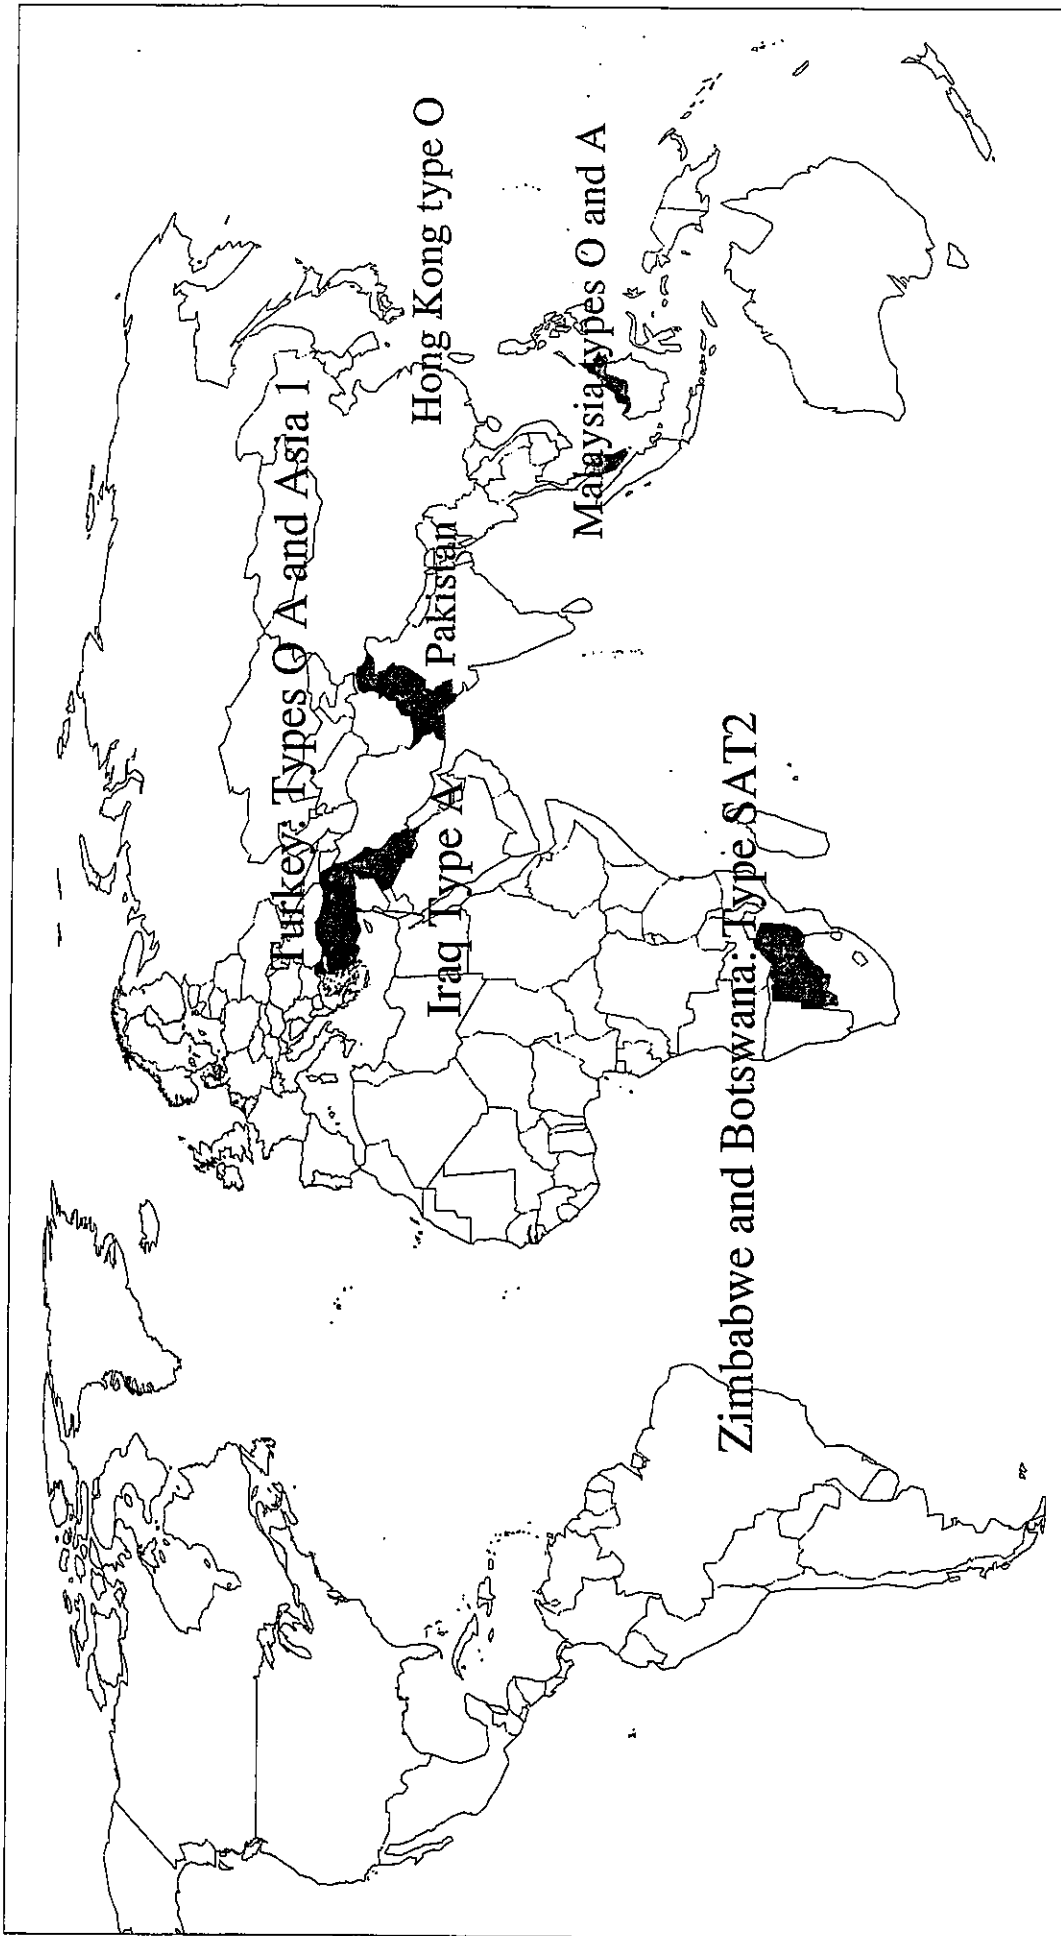 Turkey: Types O A and Asia 1
Hong Kong type O
Pakistan
Iraq Type A
Malaysia types O and A
Zimbabwe and Botswana: Type SAT2